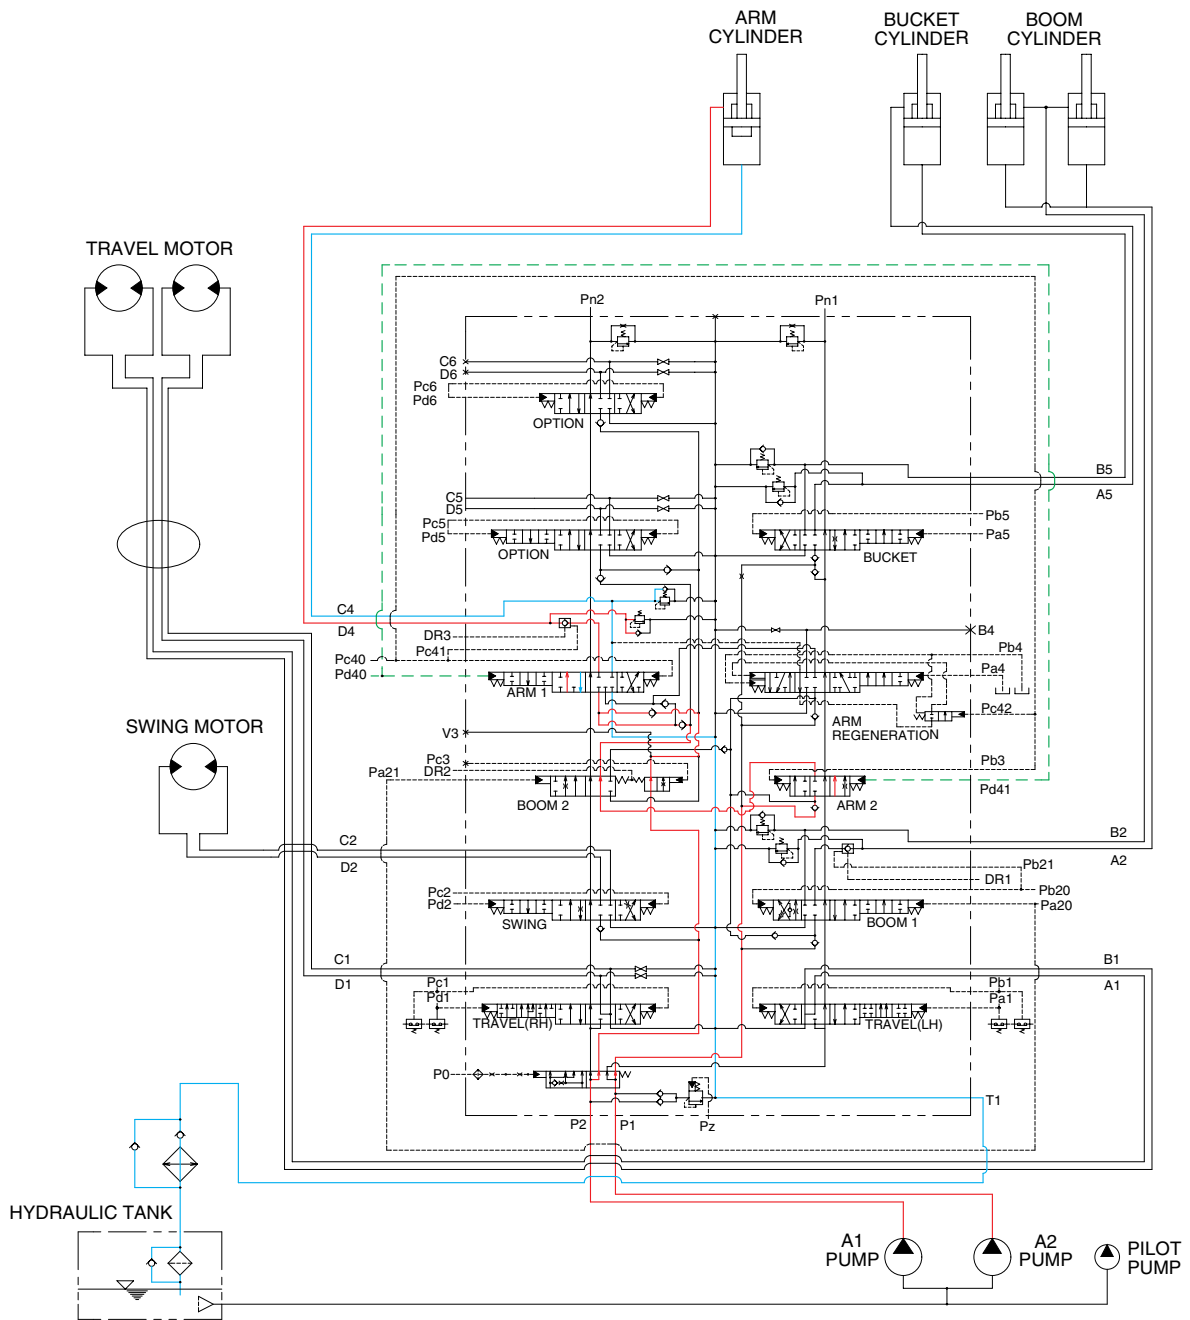 ARM
CYLINDER
BUCKET
CYLINDER
BOOM
CYLINDER
TRAVEL MOTOR
Pn2
Pn1
C6
D6
Pc6
Pd6
OPTION
B5
A5
C5
D5
Pc5
Pd5
OPTION
Pb5
Pa5
BUCKET
C4
D4
DR3
Pc41
Pc40
Pd40
ARM 1
B4
Pb4
Pa4
Pc42
ARM
REGENERATION
SWING MOTOR
V3
Pc3
DR2
Pa21
BOOM 2
Pb3
Pd41
ARM 2
B2
A2
C2
D2
Pb21
DR1
Pc2
Pd2
SWING
Pb20
Pa20
BOOM 1
C1
D1
B1
A1
Pc1
Pd1
TRAVEL(RH)
Pb1
Pa1
TRAVEL(LH)
P0
T1
P2
P1
Pz
HYDRAULIC TANK
A1
PUMP
A2
PUMP
PILOT
PUMP